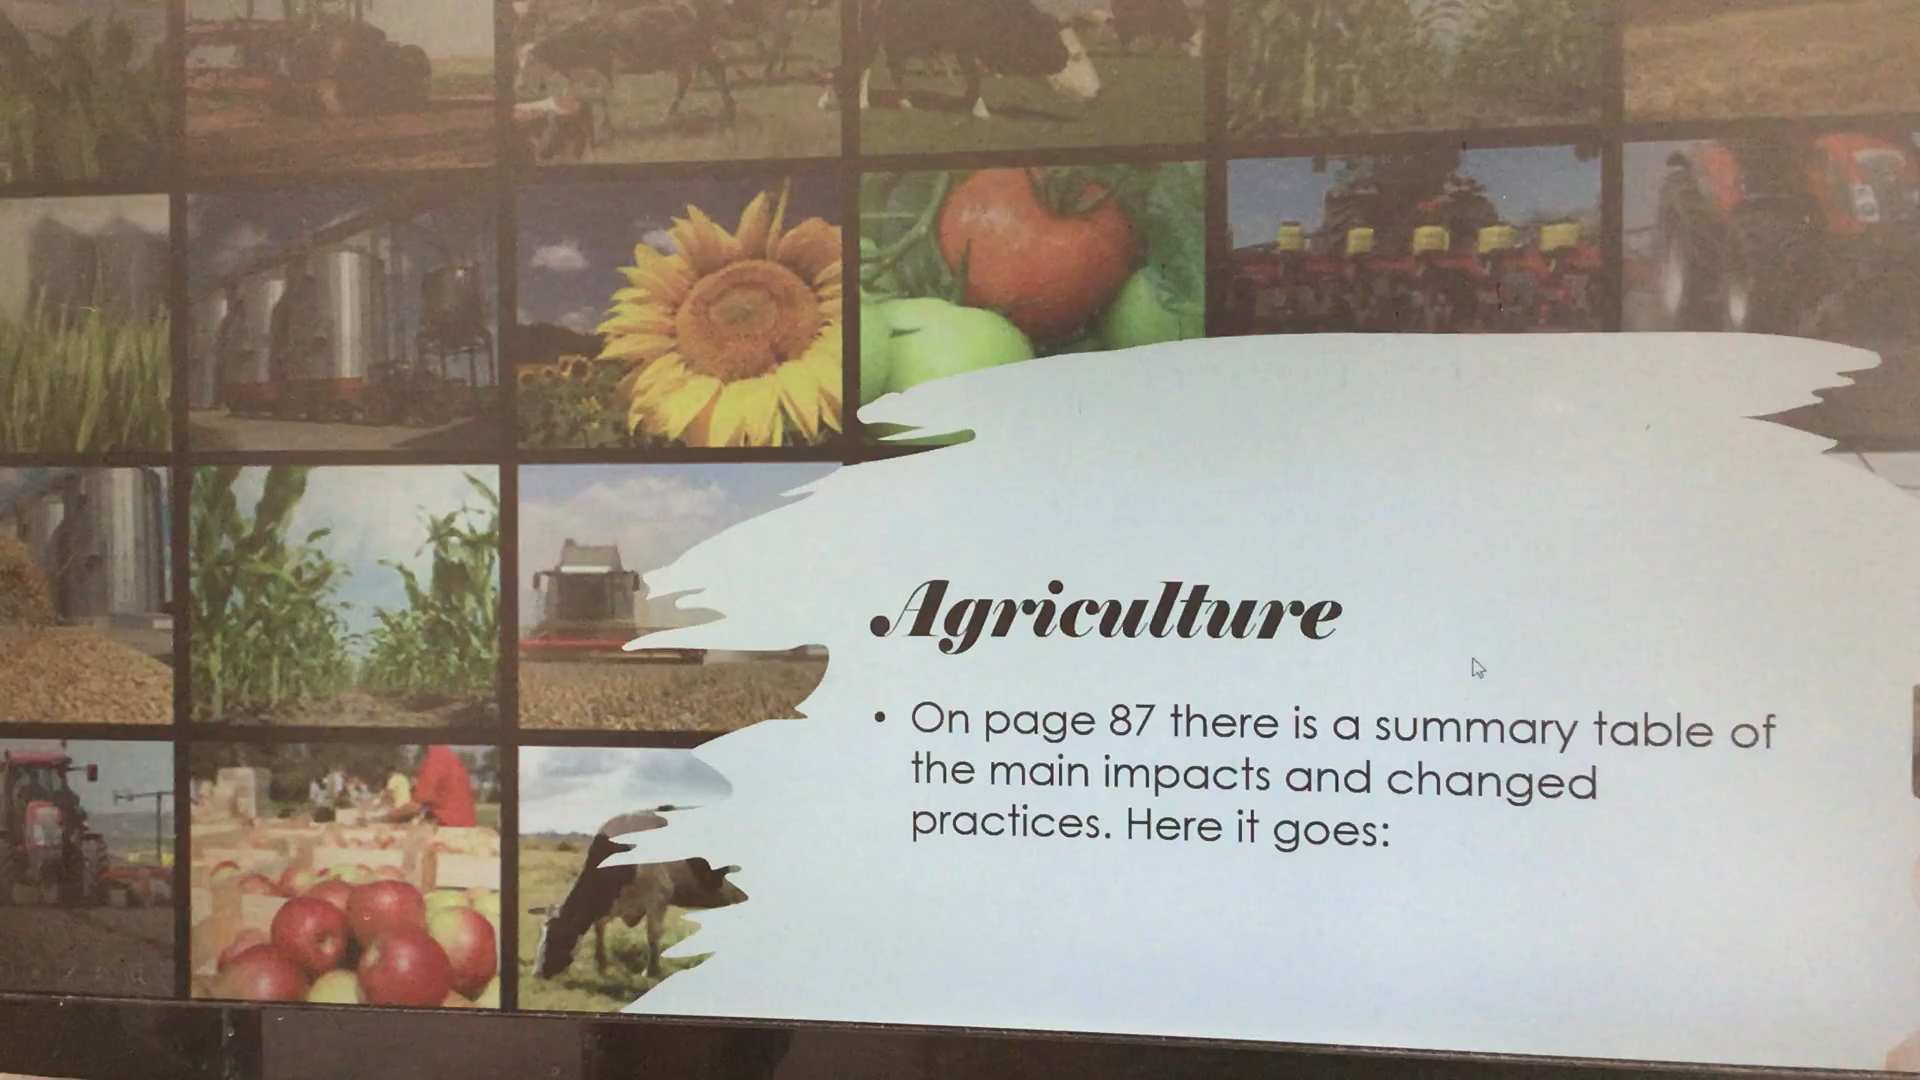 Agriculture
• On page 87 there is a summary table of
the main impacts and changed
practices. Here it goes: